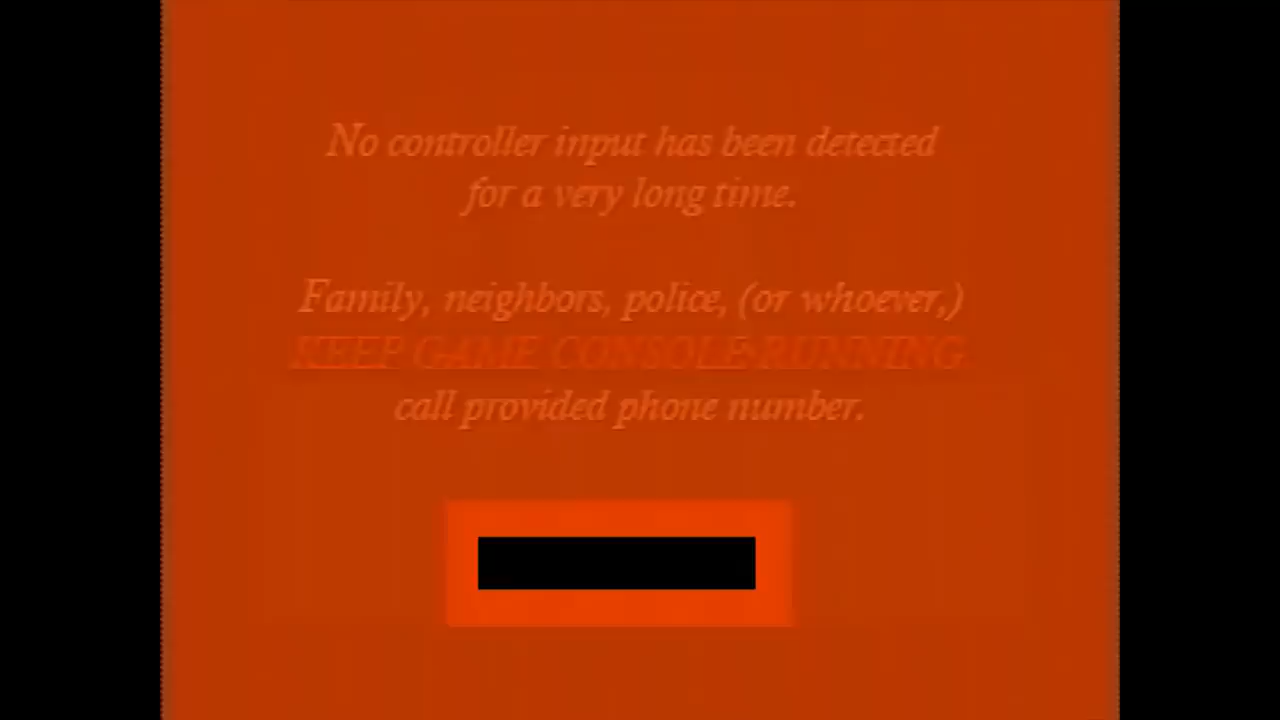 No controller input has been detected
for a very long time.
Family, neighbors, police, (or whoever,)
KEEP GAME CONSOLE RUNNING
call provided phone number.